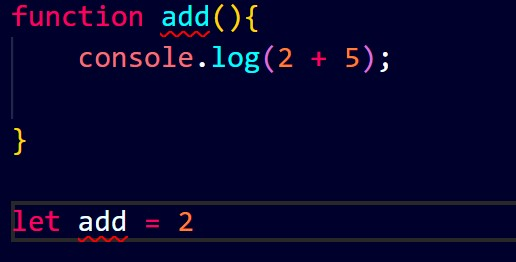 function add(){
    console.log(2 + 5);
}
let add = 2